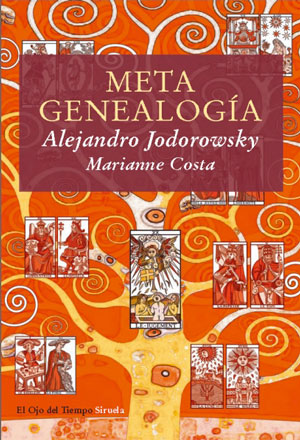 META
GENEALOGÍA
Alejandro Jodorowsky
Marianne Costa
LE·JUGEMENT
El Ojo del Tiempo Siruela